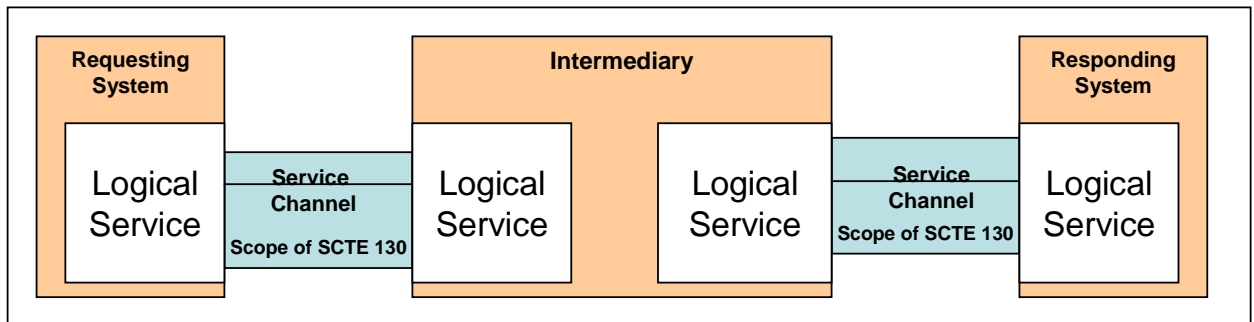 Requesting
System
Intermediary
Responding
System
Logical
Service
Service
Channel
Scope of SCTE 130
Logical
Service
Logical
Service
Service
Channel
Scope of SCTE 130
Logical
Service